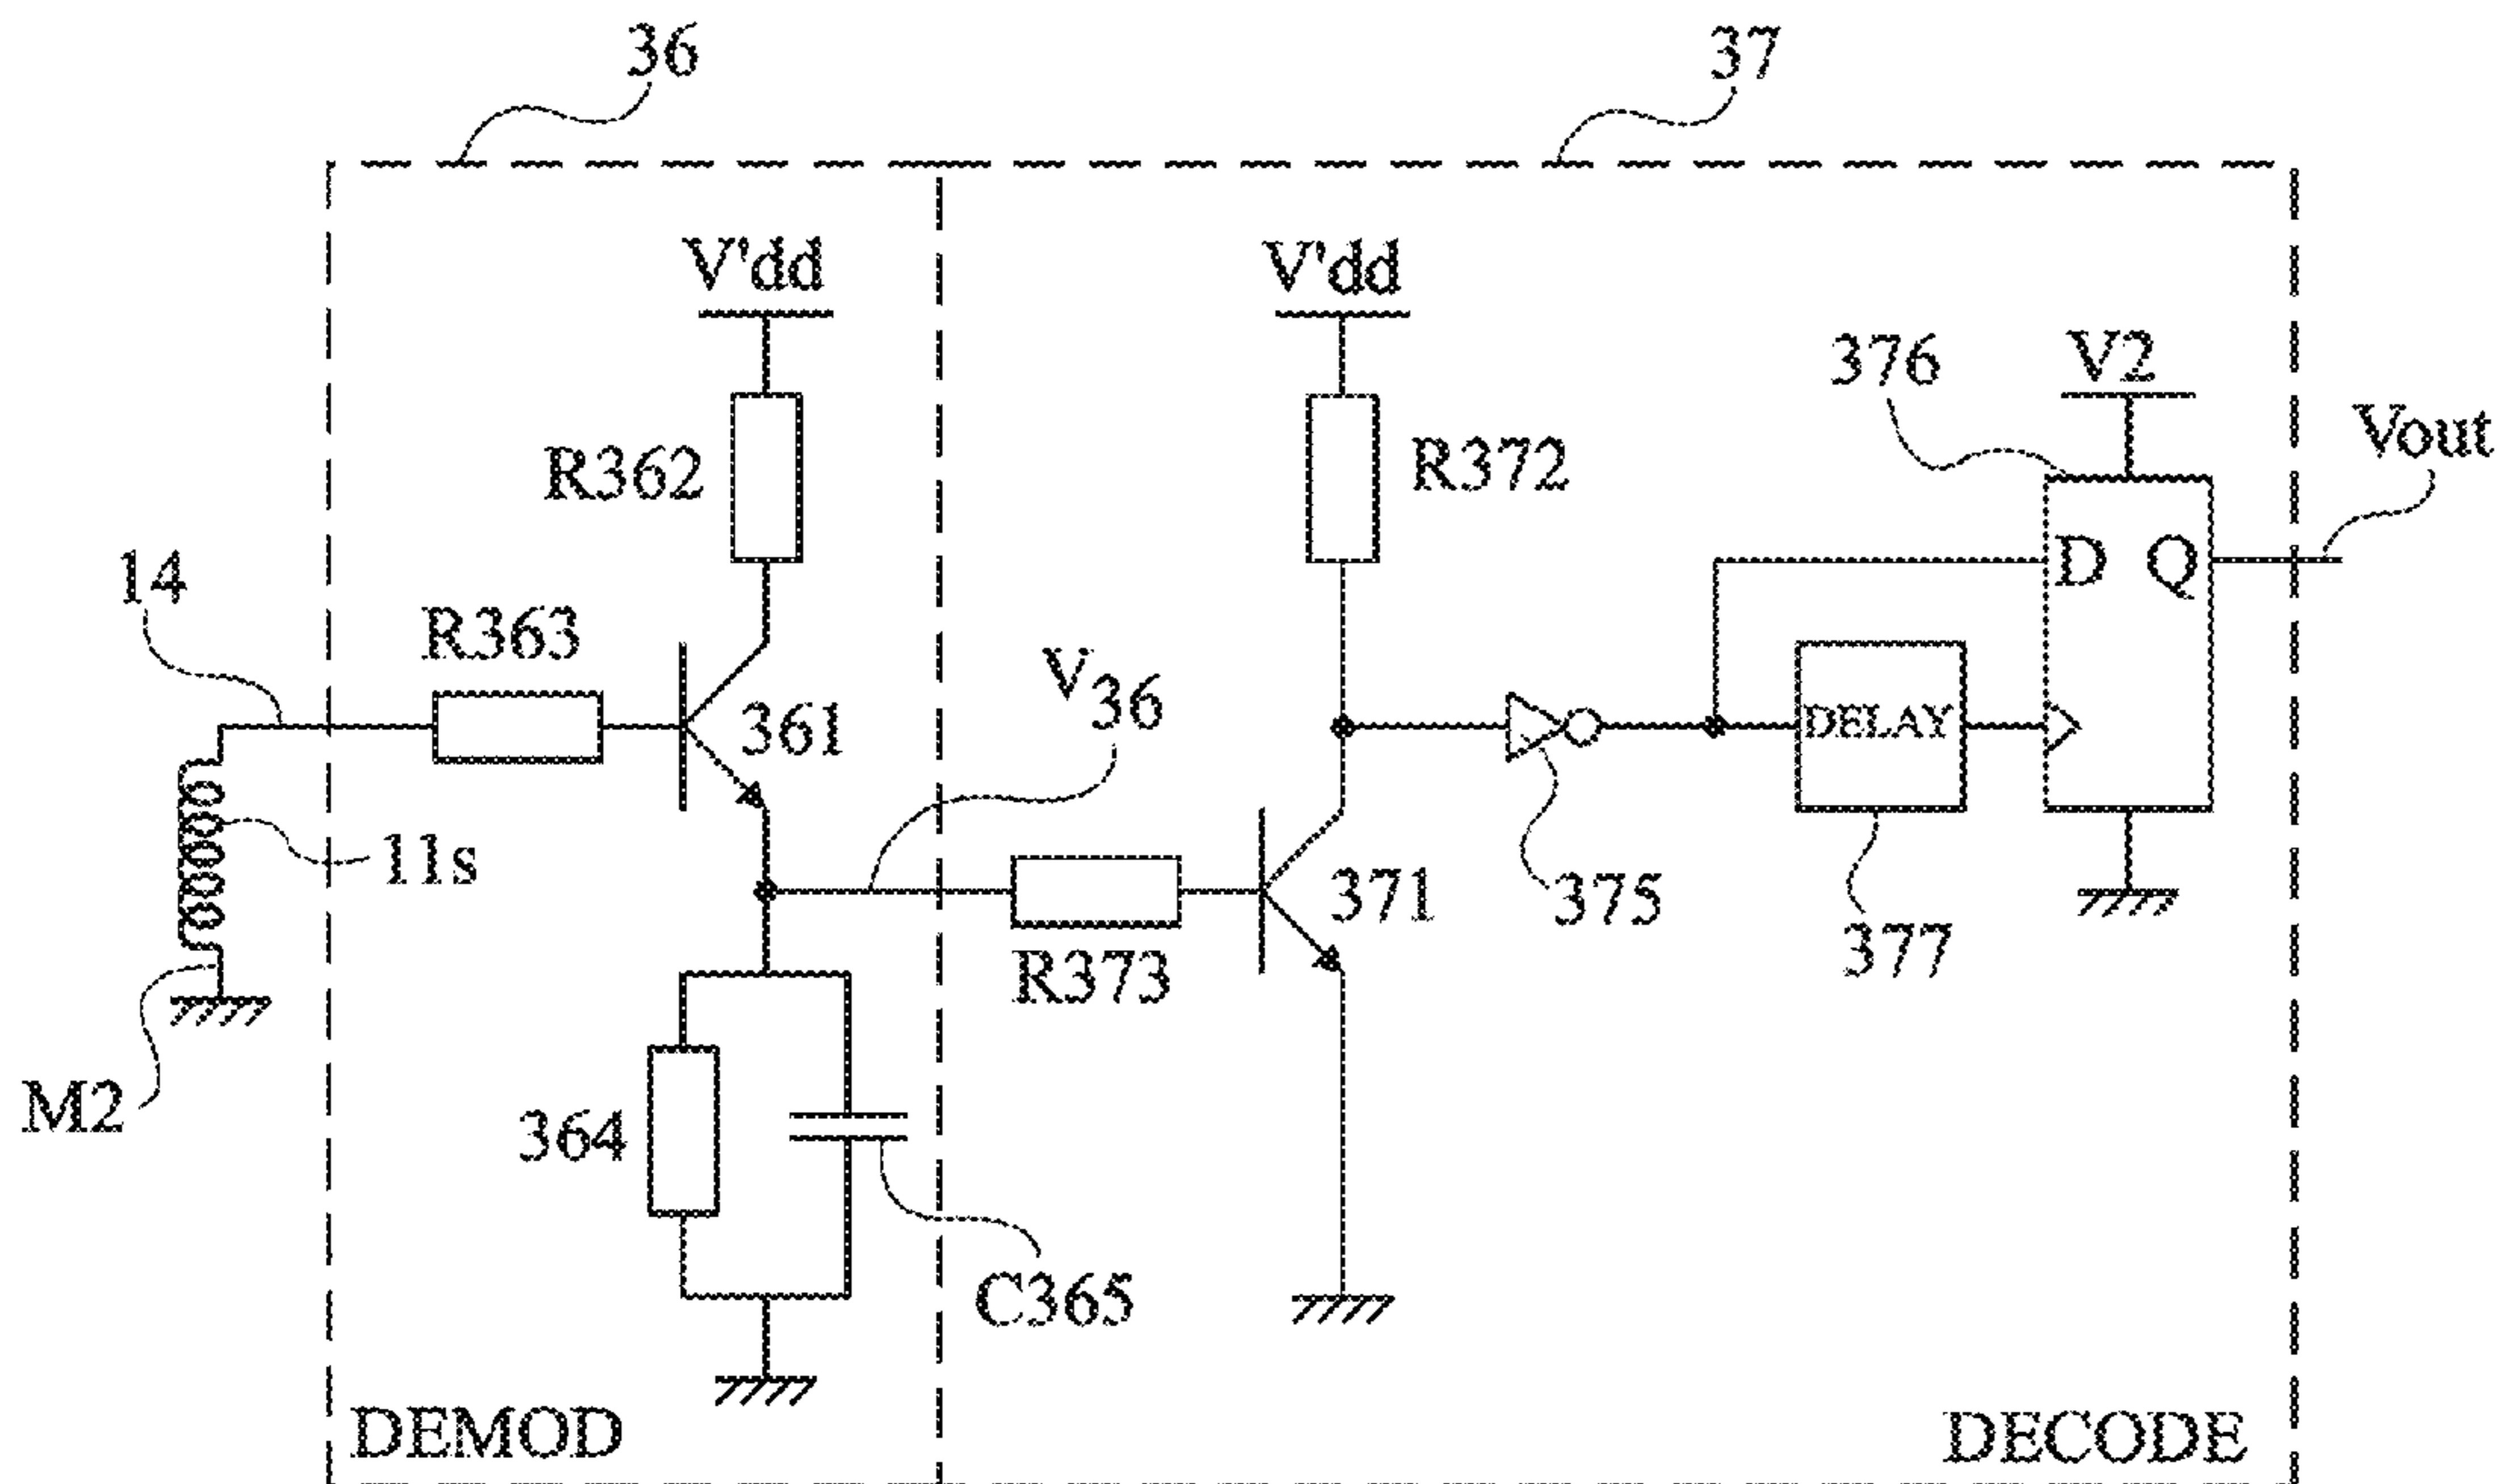 36
37
V'dd
V'dd
376
V2
Vout
R362
R372
D Q
14
R363
V36
361
DELAY
11s
371
375
377
R373
M2
364
C365
DEMOD
DECODE